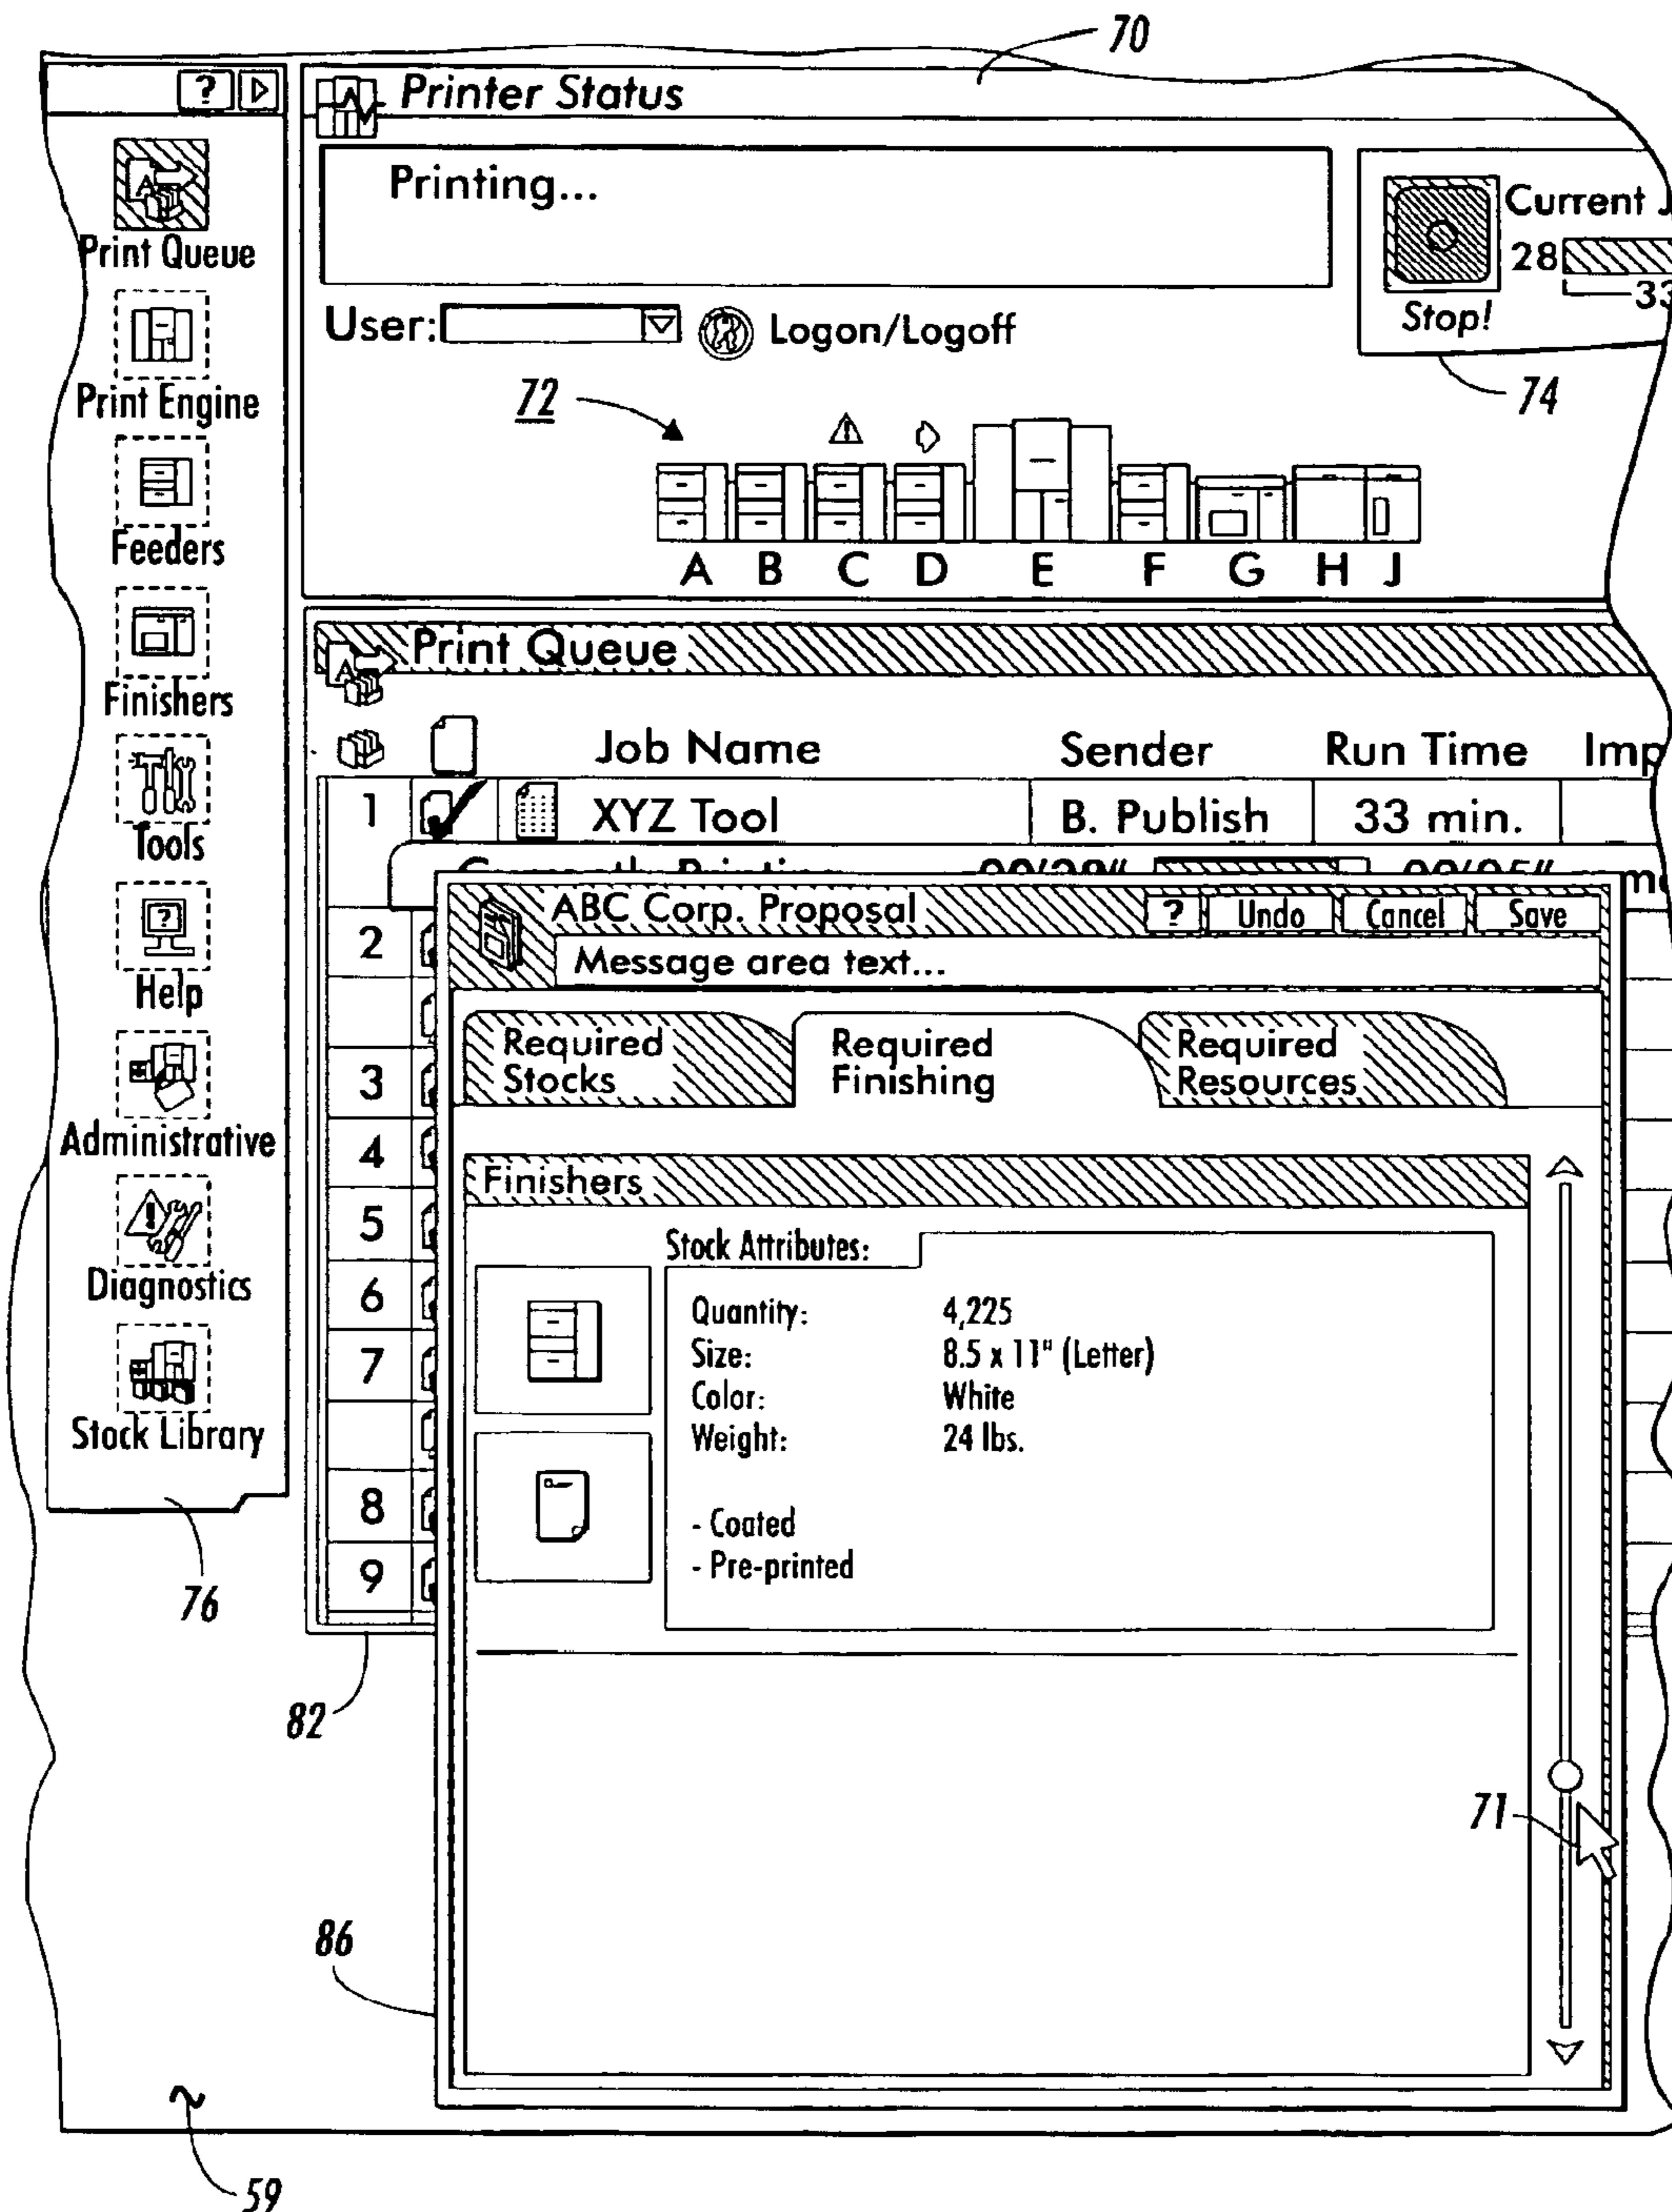 70
?
Printer Status
Printing...
Current
28
33
Stop!
User:
Logon/Logoff
74
72
A B C D E F G H J
Print Queue
Print Engine
Feeders
Finishers
Tools
?
Help
Administrative
!
Diagnostics
Stock Library
76
A
Print Queue
Job Name Sender Run Time Imp
1 XYZ Tool B. Publish 33 min.
2
3
4
5
6
7
8
9
82
ABC Corp. Proposal ? Undo Cancel Save
Message area text...
Required Stocks
Required Finishing
Required Resources
Finishers
Stock Attributes:
Quantity: 4,225
Size: 8.5 x 11" (Letter)
Color: White
Weight: 24 lbs.
- Coated
- Pre-printed
71
86
59